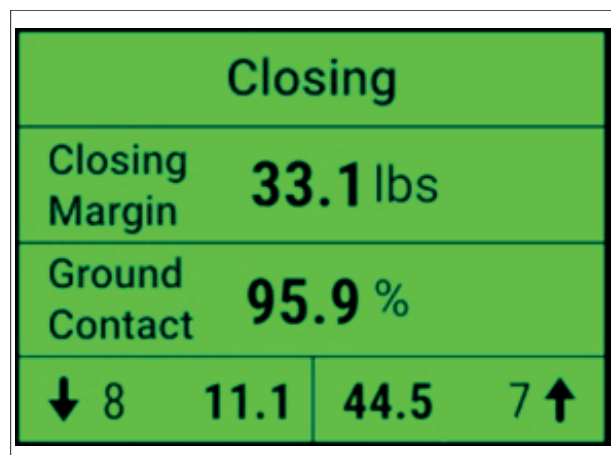 Closing
Closing
Margin
33.1 lbs
Ground
Contact
95.9 %
↓ 8 11.1 44.5 7 ↑